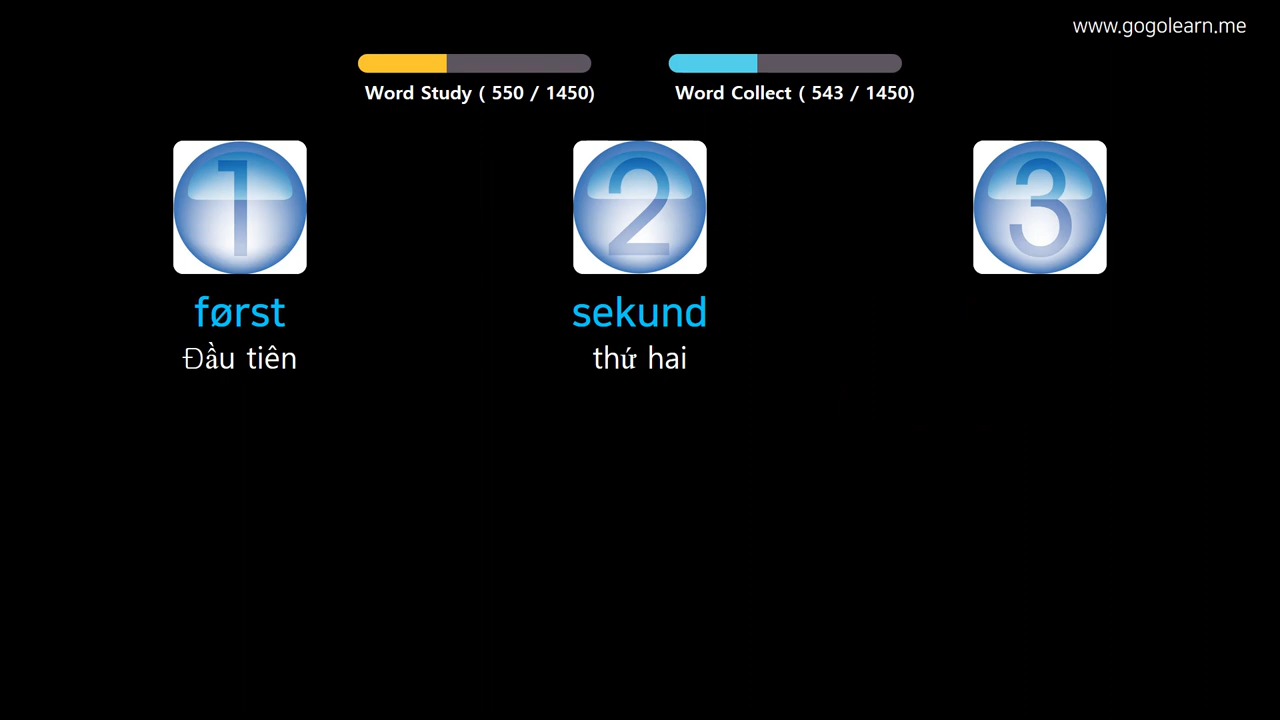 www.gogolearn.me
Word Study ( 550 / 1450)
Word Collect ( 543 / 1450)
1
2
3
først
sekund
Đầu tiên
thứ hai